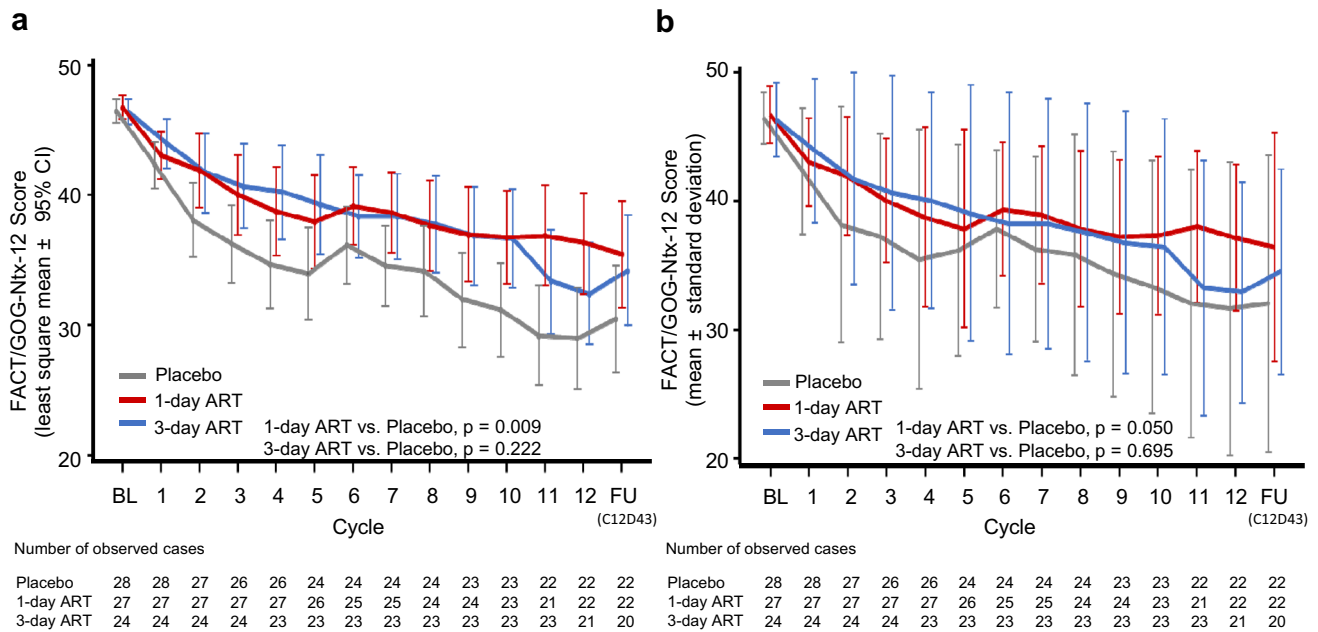 a
FACT/GOG-Ntx-12 Score
(least square mean ± 95% CI)
50
40
30
20
Placebo
1-day ART
3-day ART
1-day ART vs. Placebo, p = 0.009
3-day ART vs. Placebo, p = 0.222
BL 1 2 3 4 5 6 7 8 9 10 11 12 FU
(C12D43)
Cycle
Number of observed cases
Placebo 28 28 27 26 26 24 24 24 24 23 23 22 22 22
1-day ART 27 27 27 27 27 26 25 25 24 24 23 21 22 22
3-day ART 24 24 24 24 23 23 23 23 23 23 23 22 21 20
b
FACT/GOG-Ntx-12 Score
(mean ± standard deviation)
50
40
30
20
Placebo
1-day ART
3-day ART
1-day ART vs. Placebo, p = 0.050
3-day ART vs. Placebo, p = 0.695
BL 1 2 3 4 5 6 7 8 9 10 11 12 FU
(C12D43)
Cycle
Number of observed cases
Placebo 28 28 27 26 26 24 24 24 24 23 23 22 22 22
1-day ART 27 27 27 27 27 26 25 25 24 24 23 21 22 22
3-day ART 24 24 24 24 23 23 23 23 23 23 23 22 21 20